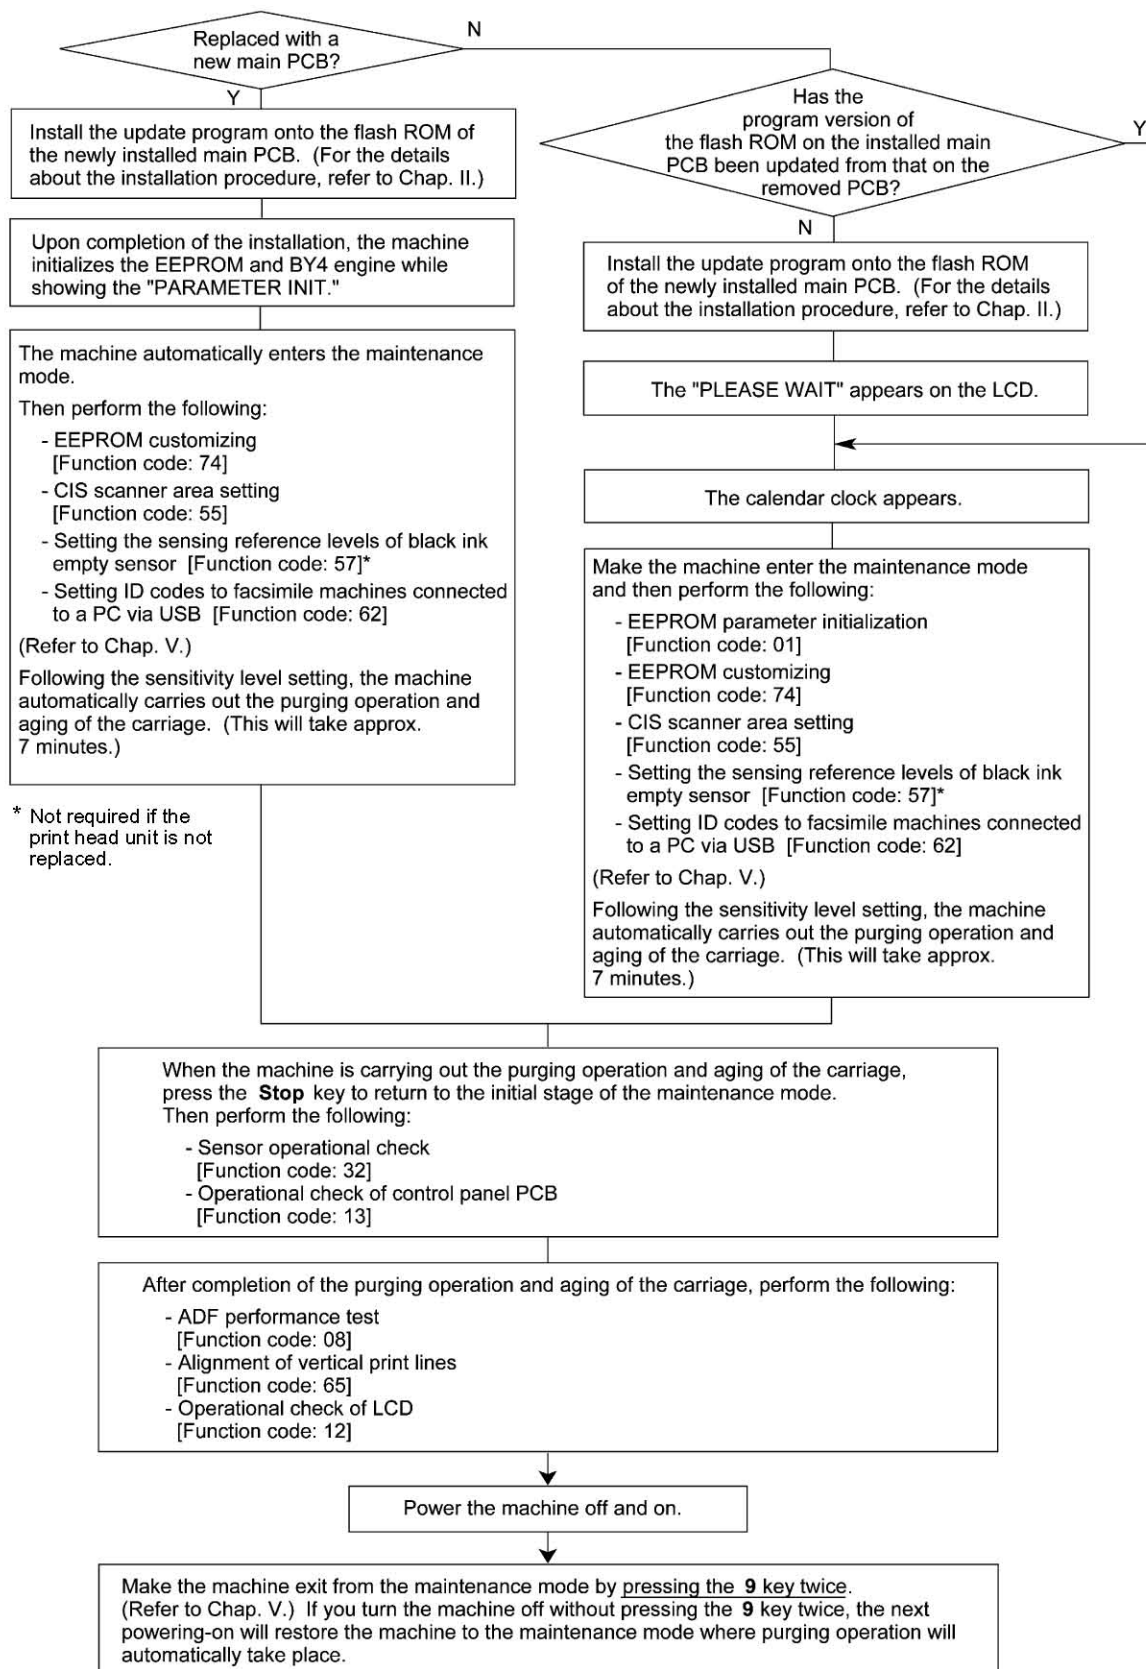 Replaced with a
new main PCB?
N
Y
Has the
program version of
the flash ROM on the installed main
PCB been updated from that on the
removed PCB?
Y
N
Install the update program onto the flash ROM of
the newly installed main PCB.  (For the details
about the installation procedure, refer to Chap. II.)
Upon completion of the installation, the machine
initializes the EEPROM and BY4 engine while
showing the "PARAMETER INIT."
The machine automatically enters the maintenance
mode.
Then perform the following:
- EEPROM customizing
[Function code: 74]
- CIS scanner area setting
[Function code: 55]
- Setting the sensing reference levels of black ink
empty sensor  [Function code: 57]*
- Setting ID codes to facsimile machines connected
to a PC via USB  [Function code: 62]
(Refer to Chap. V.)
Following the sensitivity level setting, the machine
automatically carries out the purging operation and
aging of the carriage.  (This will take approx.
7 minutes.)
* Not required if the
print head unit is not
replaced.
Install the update program onto the flash ROM
of the newly installed main PCB.  (For the details
about the installation procedure, refer to Chap. II.)
The "PLEASE WAIT" appears on the LCD.
The calendar clock appears.
Make the machine enter the maintenance mode
and then perform the following:
- EEPROM parameter initialization
[Function code: 01]
- EEPROM customizing
[Function code: 74]
- CIS scanner area setting
[Function code: 55]
- Setting the sensing reference levels of black ink
empty sensor  [Function code: 57]*
- Setting ID codes to facsimile machines connected
to a PC via USB  [Function code: 62]
(Refer to Chap. V.)
Following the sensitivity level setting, the machine
automatically carries out the purging operation and
aging of the carriage.  (This will take approx.
7 minutes.)
When the machine is carrying out the purging operation and aging of the carriage,
press the Stop key to return to the initial stage of the maintenance mode.
Then perform the following:
- Sensor operational check
[Function code: 32]
- Operational check of control panel PCB
[Function code: 13]
After completion of the purging operation and aging of the carriage, perform the following:
- ADF performance test
[Function code: 08]
- Alignment of vertical print lines
[Function code: 65]
- Operational check of LCD
[Function code: 12]
Power the machine off and on.
Make the machine exit from the maintenance mode by pressing the 9 key twice.
(Refer to Chap. V.)  If you turn the machine off without pressing the 9 key twice, the next
powering-on will restore the machine to the maintenance mode where purging operation will
automatically take place.